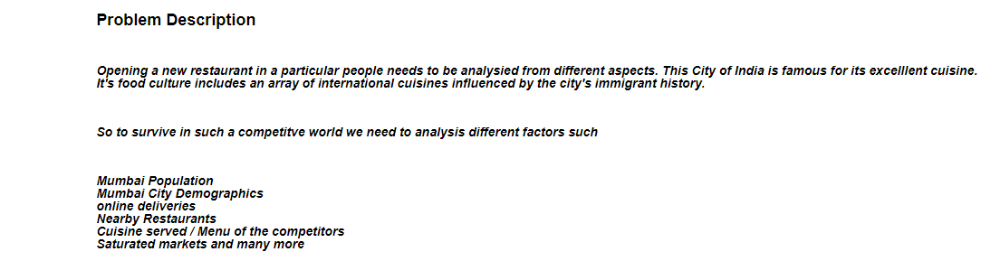 Problem Description
Opening a new restaurant in a particular people needs to be analysied from different aspects. This City of India is famous for its excelllent cuisine.
It's food culture includes an array of international cuisines influenced by the city's immigrant history.
So to survive in such a competitve world we need to analysis different factors such
Mumbai Population
Mumbai City Demographics
online deliveries
Nearby Restaurants
Cuisine served / Menu of the competitors
Saturated markets and many more